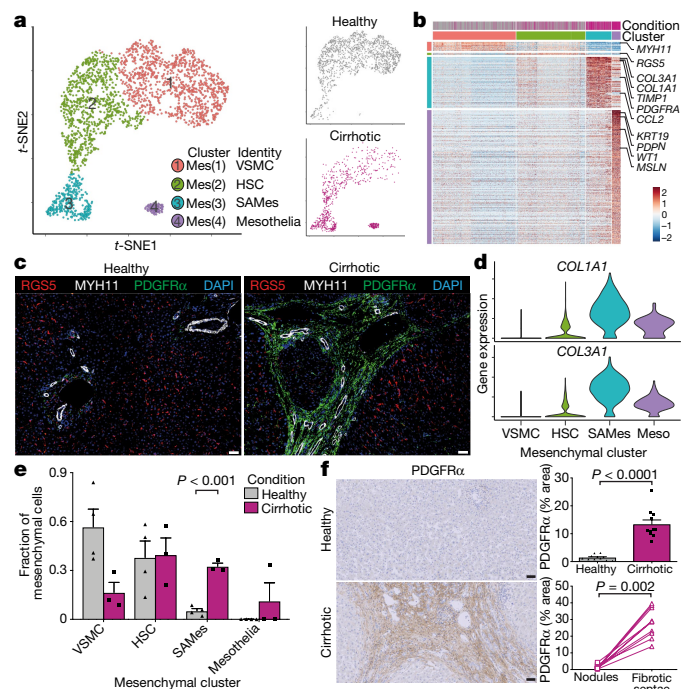 a
t-SNE2
t-SNE1
1
2
3
4
Cluster Identity
1 Mes(1) VSMC
2 Mes(2) HSC
3 Mes(3) SAMes
4 Mes(4) Mesothelia
Healthy
Cirrhotic
b
Condition
Cluster
MYH11
RGS5
COL3A1
COL1A1
TIMP1
PDGFRA
CCL2
KRT19
PDPN
WT1
MSLN
2
1
0
−1
−2
c
Healthy
RGS5 MYH11 PDGFRα DAPI
Cirrhotic
RGS5 MYH11 PDGFRα DAPI
d
Gene expression
COL1A1
COL3A1
VSMC HSC SAMes Meso
Mesenchymal cluster
e
Fraction of
mesenchymal cells
0.9
0.6
0.3
0
P < 0.001
Condition
Healthy
Cirrhotic
VSMC
HSC
SAMes
Mesothelia
Mesenchymal cluster
f
PDGFRα
Healthy
Cirrhotic
PDGFRα (% area)
30
20
10
0
P < 0.0001
Healthy Cirrhotic
PDGFRα (% area)
50
40
30
20
10
0
P = 0.002
Nodules Fibrotic